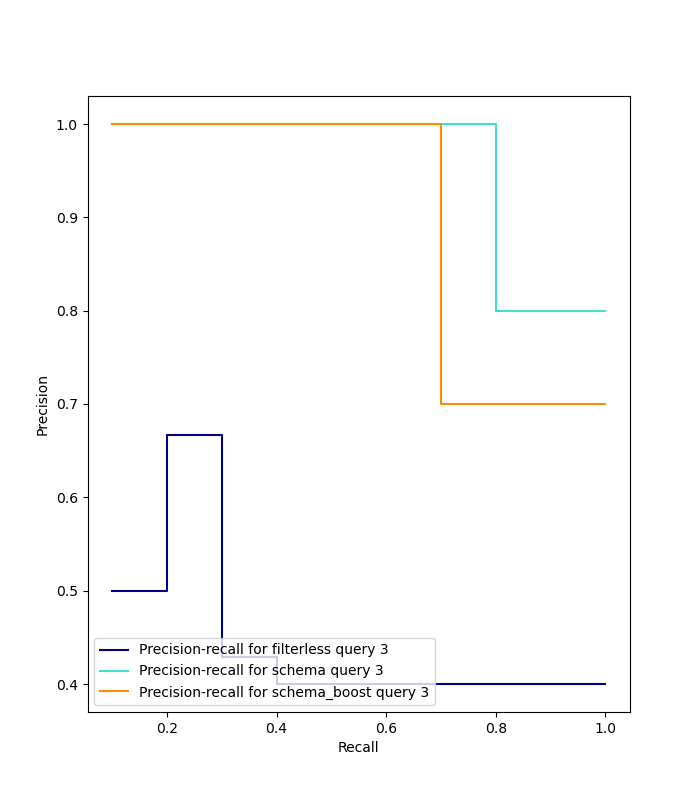 1.0
0.9
0.8
0.7
0.6
0.5
0.4
Precision
Precision-recall for filterless query 3
Precision-recall for schema query 3
Precision-recall for schema_boost query 3
0.2 0.4 0.6 0.8 1.0
Recall